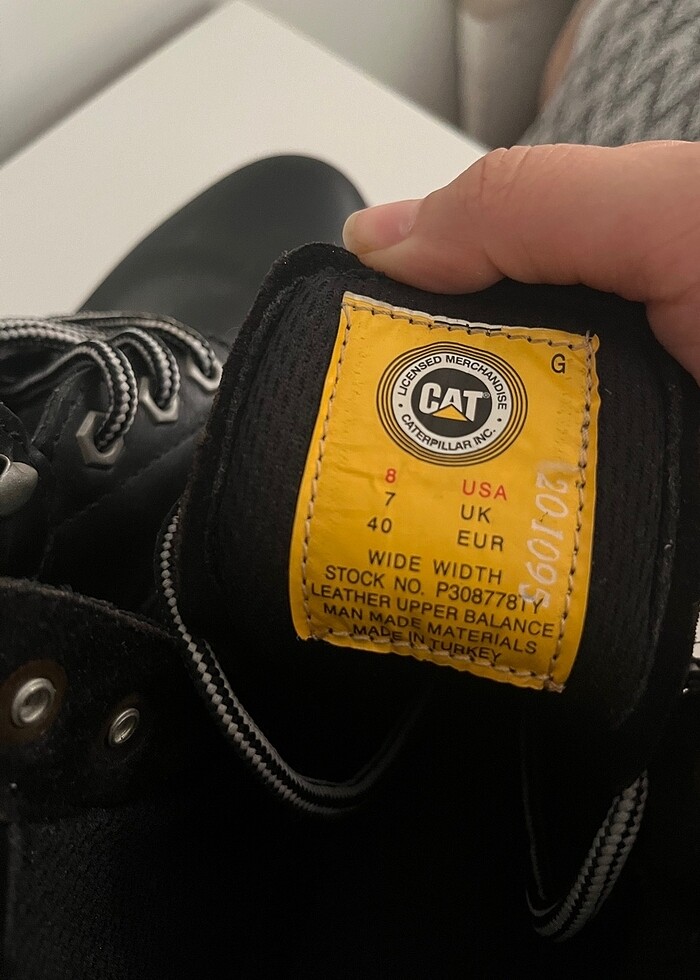 G
LICENSED MERCHANDISE
CAT®
CATERPILLAR INC.
8 USA
7 UK
40 EUR
WIDE WIDTH
STOCK NO. P308778TY
LEATHER UPPER BALANCE
MAN MADE MATERIALS
MADE IN TURKEY